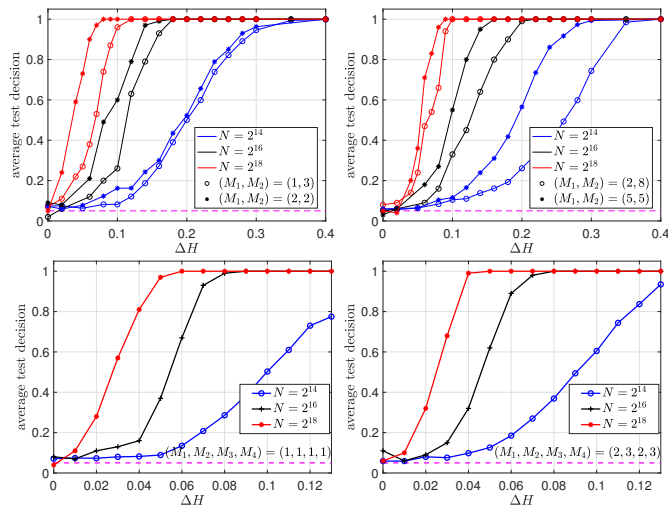 1
0.8
0.6
0.4
0.2
0
average test decision
N = 2^14
N = 2^16
N = 2^18
(M_1, M_2) = (1, 3)
(M_1, M_2) = (2, 2)
0 0.1 0.2 0.3 0.4
ΔH
1
0.8
0.6
0.4
0.2
0
average test decision
N = 2^14
N = 2^16
N = 2^18
(M_1, M_2) = (2, 8)
(M_1, M_2) = (5, 5)
0 0.1 0.2 0.3 0.4
ΔH
1
0.8
0.6
0.4
0.2
0
average test decision
N = 2^14
N = 2^16
N = 2^18
(M_1, M_2, M_3, M_4) = (1, 1, 1, 1)
0 0.02 0.04 0.06 0.08 0.1 0.12
ΔH
1
0.8
0.6
0.4
0.2
0
average test decision
N = 2^14
N = 2^16
N = 2^18
(M_1, M_2, M_3, M_4) = (2, 3, 2, 3)
0 0.02 0.04 0.06 0.08 0.1 0.12
ΔH